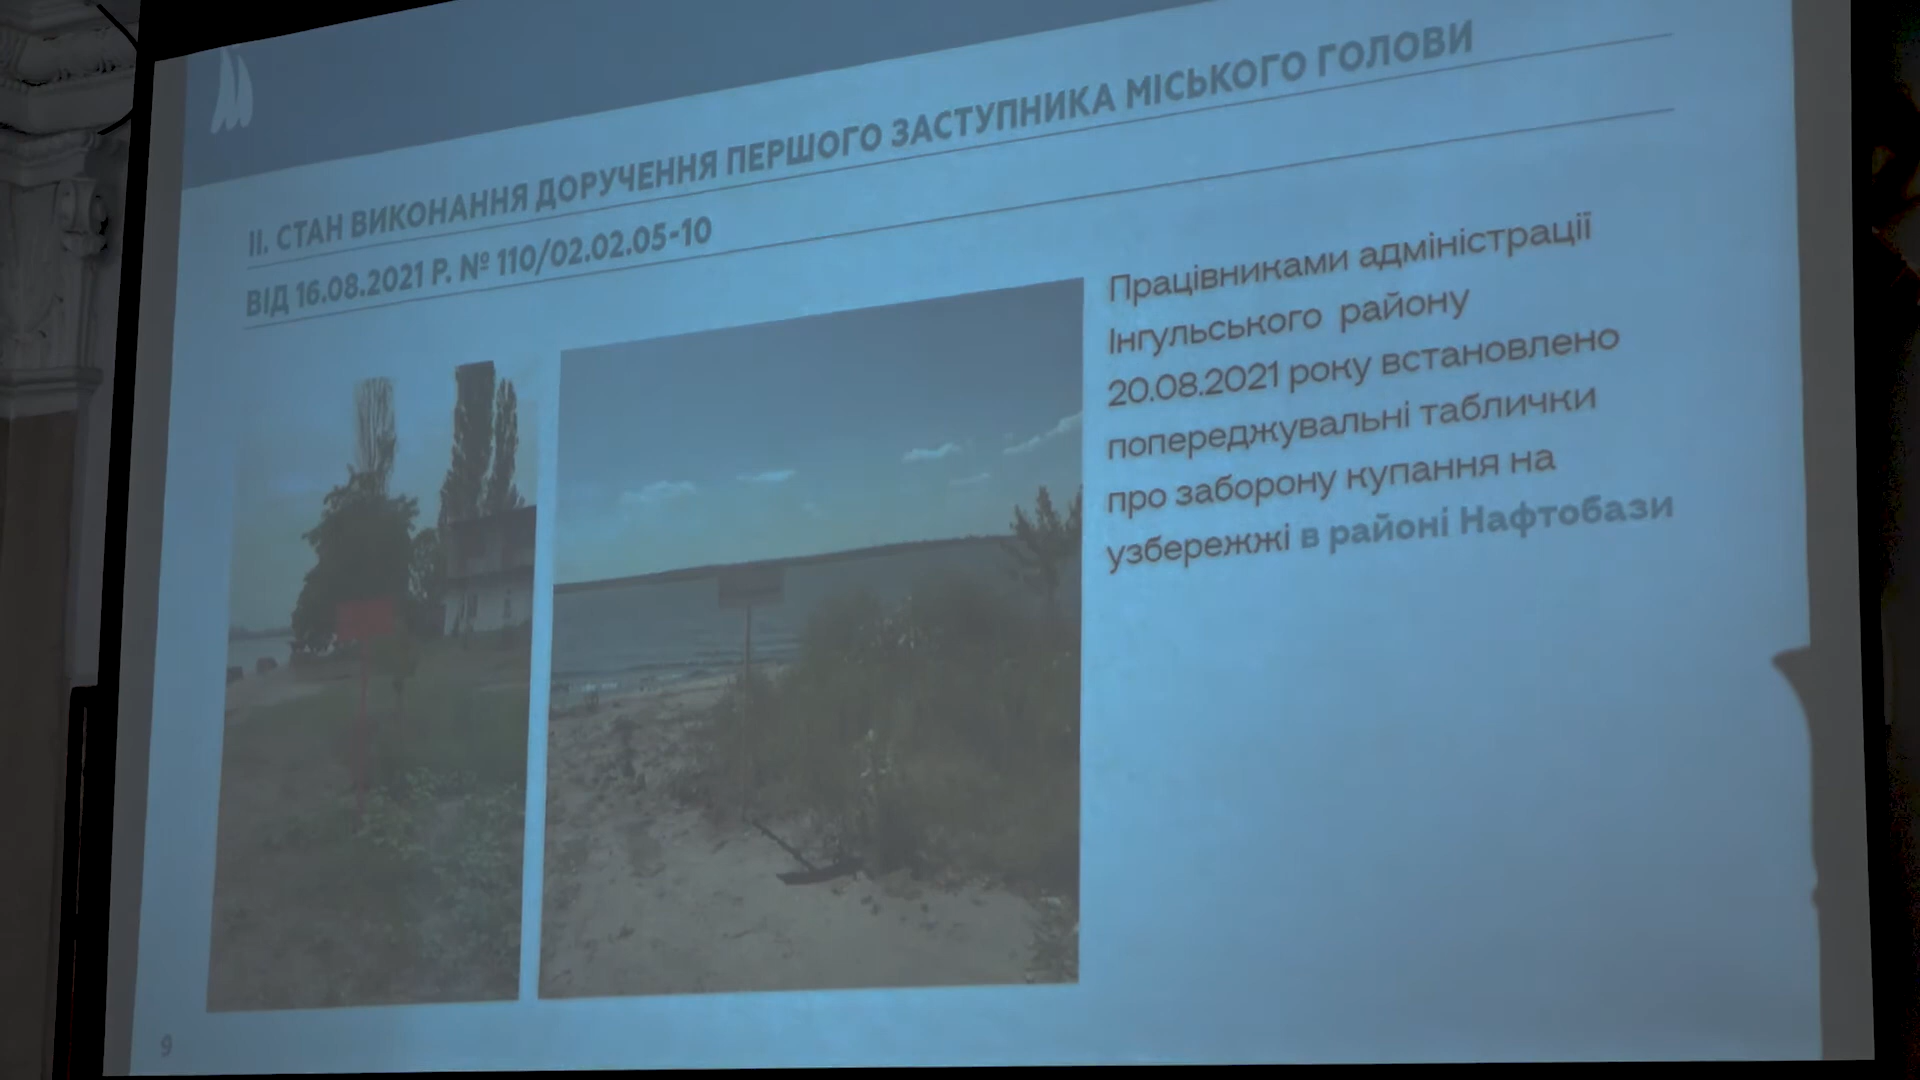 II. СТАН ВИКОНАННЯ ДОРУЧЕННЯ ПЕРШОГО ЗАСТУПНИКА МІСЬКОГО ГОЛОВИ
ВІД 16.08.2021 Р. № 110/02.02.05-10
Працівниками адміністрації
Інгульського району
20.08.2021 року встановлено
попереджувальні таблички
про заборону купання на
узбережжі в районі Нафтобази
9